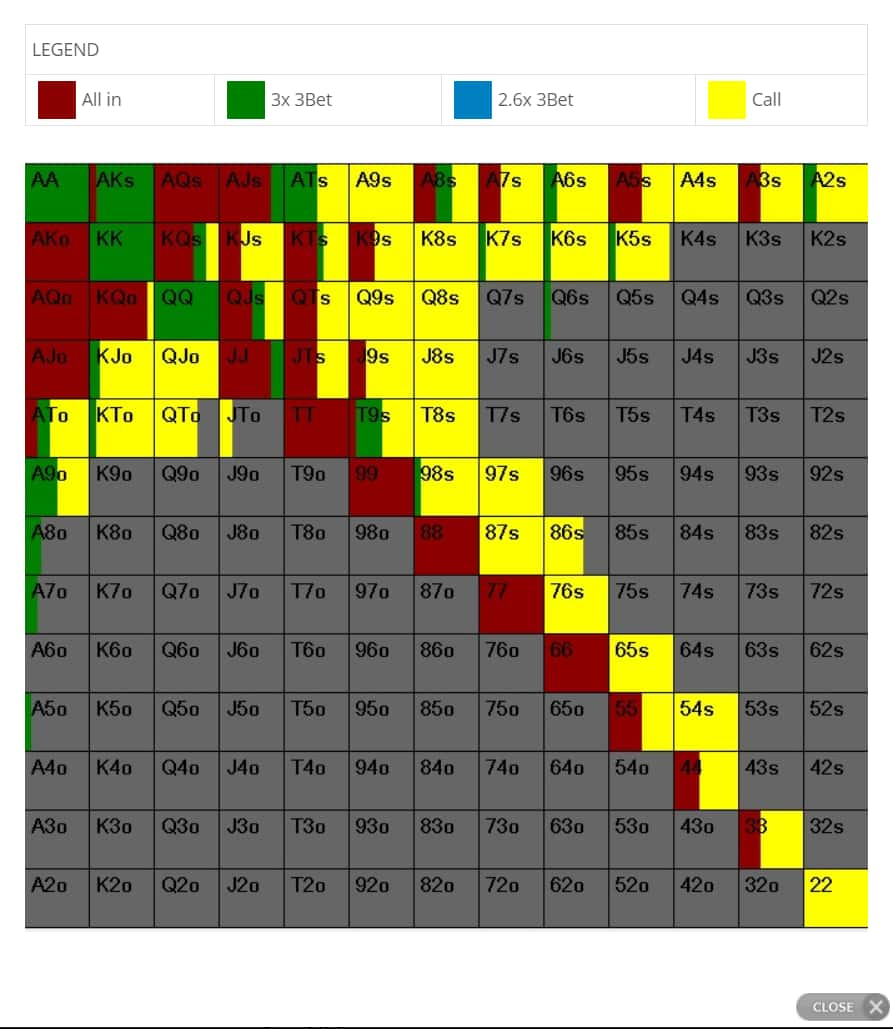 LEGEND
All in 3x 3Bet 2.6x 3Bet Call
AA AKs AQs AJs ATs A9s A8s A7s A6s A5s A4s A3s A2s
AKo KK KQs KJs KTs K9s K8s K7s K6s K5s K4s K3s K2s
AQo KQo QQ QJs QTs Q9s Q8s Q7s Q6s Q5s Q4s Q3s Q2s
AJo KJo QJo JJ JTs J9s J8s J7s J6s J5s J4s J3s J2s
ATo KTo QTo JTo TT T9s T8s T7s T6s T5s T4s T3s T2s
A9o K9o Q9o J9o T9o 99 98s 97s 96s 95s 94s 93s 92s
A8o K8o Q8o J8o T8o 98o 88 87s 86s 85s 84s 83s 82s
A7o K7o Q7o J7o T7o 97o 87o 77 76s 75s 74s 73s 72s
A6o K6o Q6o J6o T6o 96o 86o 76o 66 65s 64s 63s 62s
A5o K5o Q5o J5o T5o 95o 85o 75o 65o 55 54s 53s 52s
A4o K4o Q4o J4o T4o 94o 84o 74o 64o 54o 44 43s 42s
A3o K3o Q3o J3o T3o 93o 83o 73o 63o 53o 43o 33 32s
A2o K2o Q2o J2o T2o 92o 82o 72o 62o 52o 42o 32o 22
CLOSE